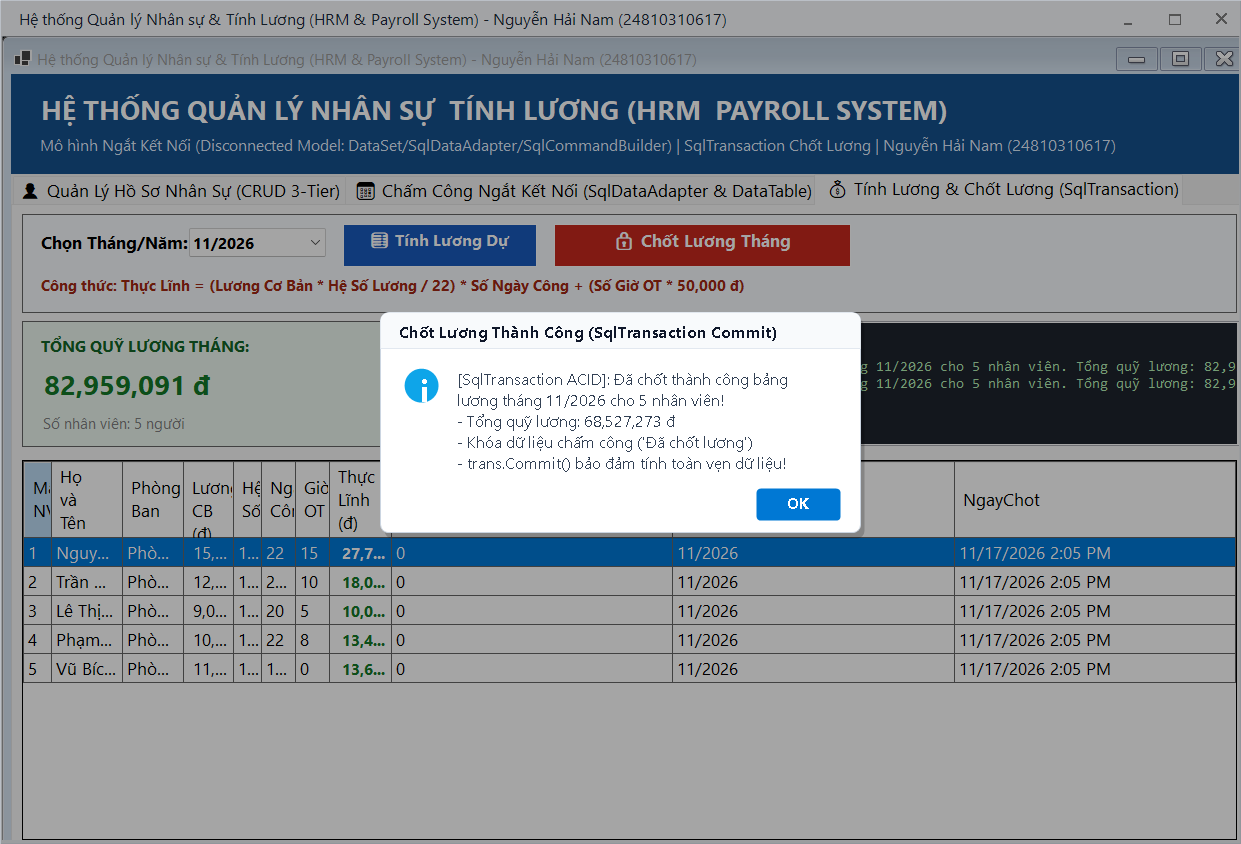 Hệ thống Quản lý Nhân sự & Tính Lương (HRM & Payroll System) - Nguyễn Hải Nam (24810310617)
Hệ thống Quản lý Nhân sự & Tính Lương (HRM & Payroll System) - Nguyễn Hải Nam (24810310617)
HỆ THỐNG QUẢN LÝ NHÂN SỰ TÍNH LƯƠNG (HRM PAYROLL SYSTEM)
Mô hình Ngắt Kết Nối (Disconnected Model: DataSet/SqlDataAdapter/SqlCommandBuilder) | SqlTransaction Chốt Lương | Nguyễn Hải Nam (24810310617)
Quản Lý Hồ Sơ Nhân Sự (CRUD 3-Tier) Chấm Công Ngắt Kết Nối (SqlDataAdapter & DataTable) Tính Lương & Chốt Lương (SqlTransaction)
Chọn Tháng/Năm: 11/2026 Tính Lương Dự Chốt Lương Tháng
Công thức: Thực Lĩnh = (Lương Cơ Bản * Hệ Số Lương / 22) * Số Ngày Công + (Số Giờ OT * 50,000 đ)
TỔNG QUỸ LƯƠNG THÁNG:
82,959,091 đ
Số nhân viên: 5 người
g 11/2026 cho 5 nhân viên. Tổng quỹ lương: 82,9
g 11/2026 cho 5 nhân viên. Tổng quỹ lương: 82,9
Chốt Lương Thành Công (SqlTransaction Commit)
[SqlTransaction ACID]: Đã chốt thành công bảng
lương tháng 11/2026 cho 5 nhân viên!
- Tổng quỹ lương: 68,527,273 đ
- Khóa dữ liệu chấm công ('Đã chốt lương')
- trans.Commit() bảo đảm tính toàn vẹn dữ liệu!
OK
Họ và Tên Phòng Ban Lương CB (đ) Hệ Số Giờ OT Thực Lĩnh (đ) NgayChot
1 Nguy... Phò... 15,... 1... 22 15 27,7... 0 11/2026 11/17/2026 2:05 PM
2 Trần ... Phò... 12,... 1... 2... 10 18,0... 0 11/2026 11/17/2026 2:05 PM
3 Lê Thị... Phò... 9,0... 1... 20 5 10,0... 0 11/2026 11/17/2026 2:05 PM
4 Phạm... Phò... 10,... 1... 22 8 13,4... 0 11/2026 11/17/2026 2:05 PM
5 Vũ Bíc... Phò... 11,... 1... 1... 0 13,6... 0 11/2026 11/17/2026 2:05 PM